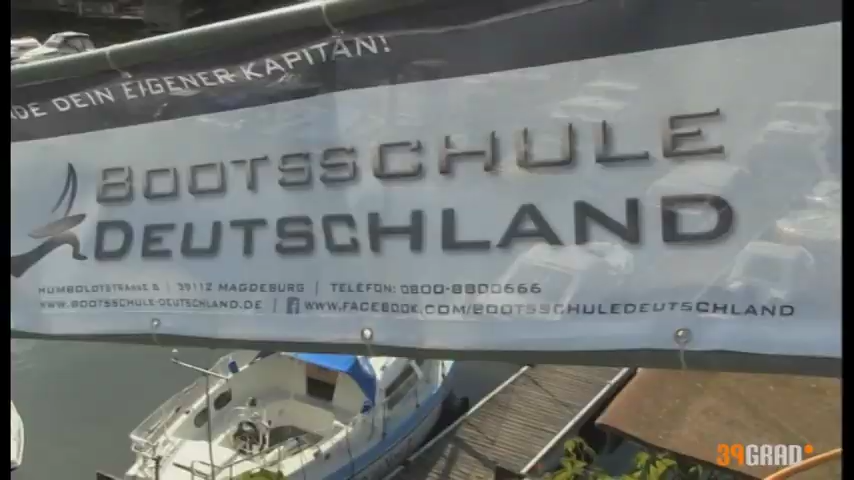 DE DEIN EIGENER KAPITÄN!
BOOTSSCHULE
DEUTSCHLAND
HUMBOLDTSTRASSE 8 | 39112 MAGDEBURG | TELEFON: 0800-8800666
WWW.BOOTSSCHULE-DEUTSCHLAND.DE | WWW.FACEBOOK.COM/BOOTSSCHULEDEUTSCHLAND
39GRAD